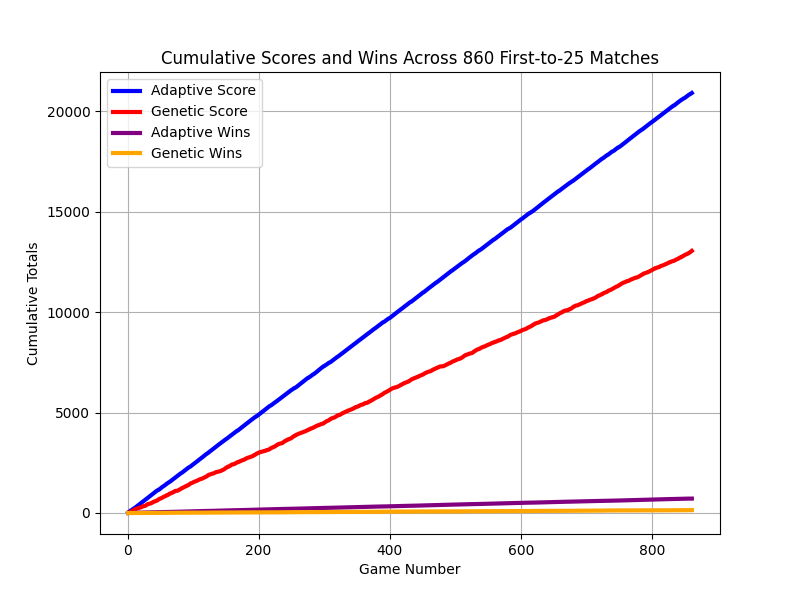 Cumulative Scores and Wins Across 860 First-to-25 Matches
Adaptive Score
Genetic Score
Adaptive Wins
Genetic Wins
Cumulative Totals
20000
15000
10000
5000
0
0 200 400 600 800
Game Number